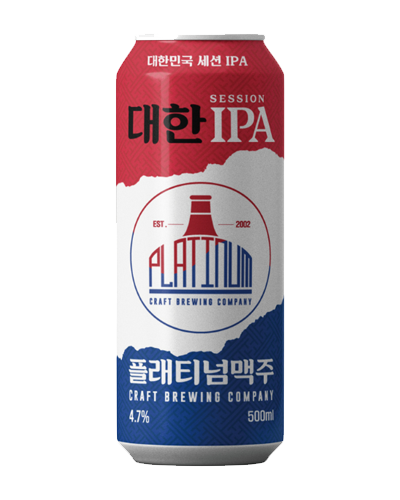 대한민국 세션 IPA
SESSION
대한 IPA
EST. 2002
PLATINUM
CRAFT BREWING COMPANY
플래티넘맥주
CRAFT BREWING COMPANY
4.7% 500ml